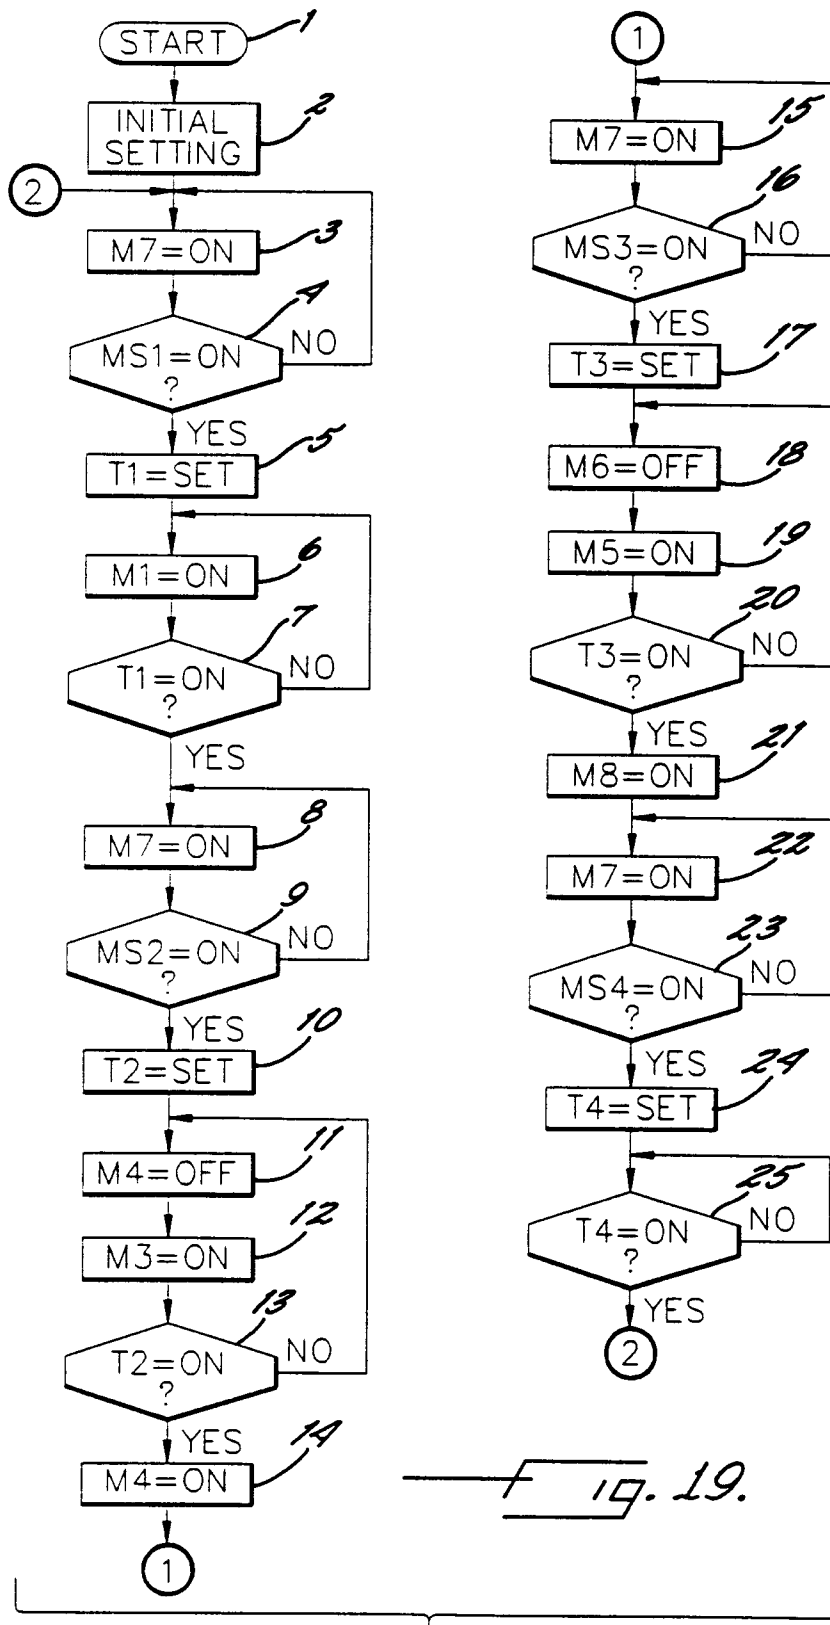 START 1
INITIAL
SETTING 2
2
M7=ON 3
MS1=ON
? 4
NO
YES
T1=SET 5
M1=ON 6
T1=ON
? 7
NO
YES
M7=ON 8
MS2=ON
? 9
NO
YES
T2=SET 10
M4=OFF 11
M3=ON 12
T2=ON
? 13
NO
YES
M4=ON 14
1
1
M7=ON 15
MS3=ON
? 16
NO
YES
T3=SET 17
M6=OFF 18
M5=ON 19
T3=ON
? 20
NO
YES
M8=ON 21
M7=ON 22
MS4=ON
? 23
NO
YES
T4=SET 24
T4=ON
? 25
NO
YES
2
Fig. 19.